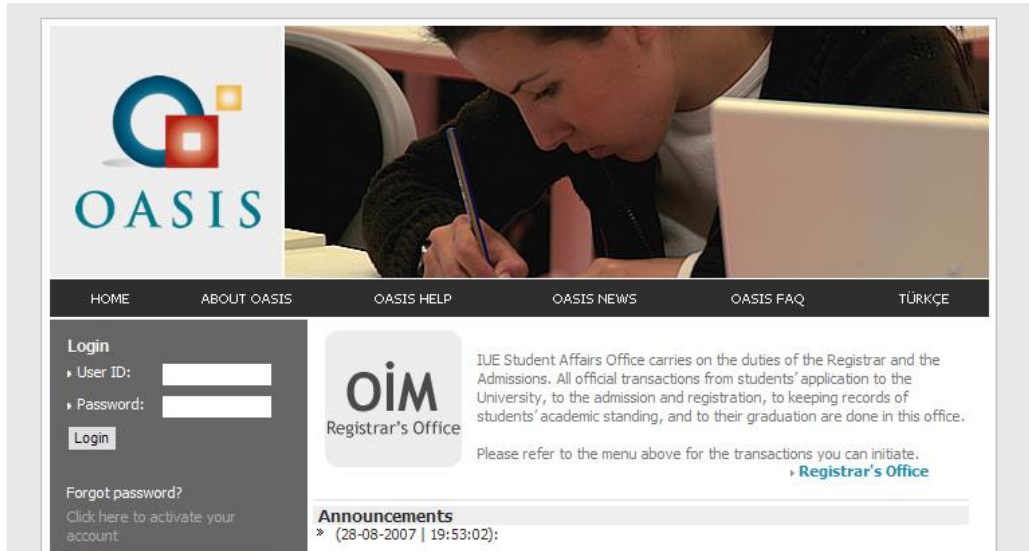 OASIS
HOME ABOUT OASIS OASIS HELP OASIS NEWS OASIS FAQ TÜRKÇE
Login
User ID:
Password:
Login
Forgot password?
Click here to activate your
account
OİM
Registrar's Office
IUE Student Affairs Office carries on the duties of the Registrar and the
Admissions. All official transactions from students' application to the
University, to the admission and registration, to keeping records of
students' academic standing, and to their graduation are done in this office.
Please refer to the menu above for the transactions you can initiate.
Registrar's Office
Announcements
(28-08-2007 | 19:53:02):